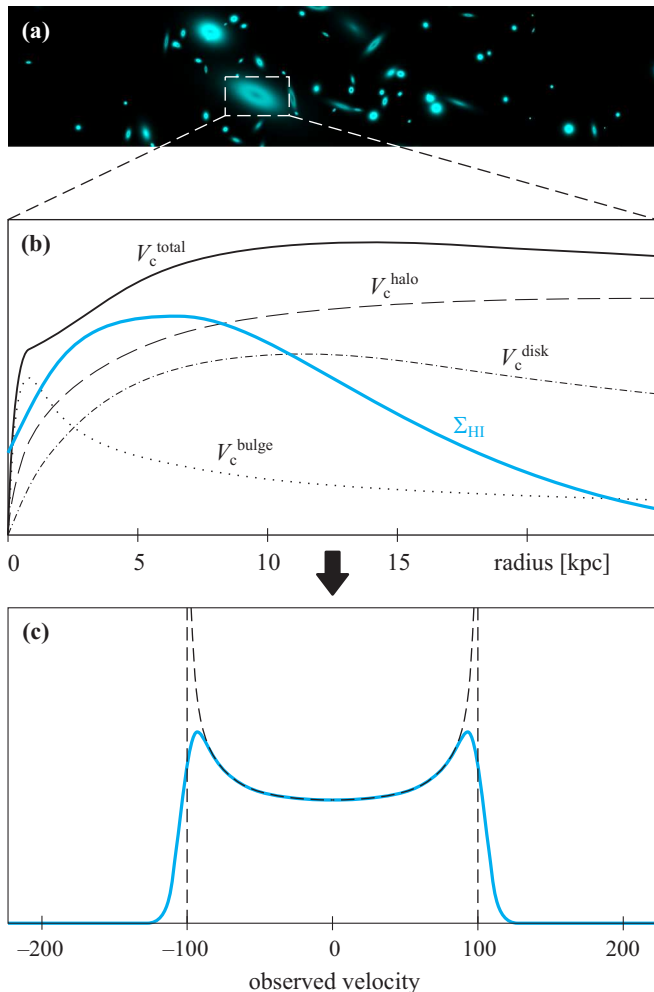 (a)
(b)
V_c^total
V_c^halo
V_c^disk
Σ_HI
V_c^bulge
0 5 10 15 radius [kpc]
(c)
−200 −100 0 100 200
observed velocity